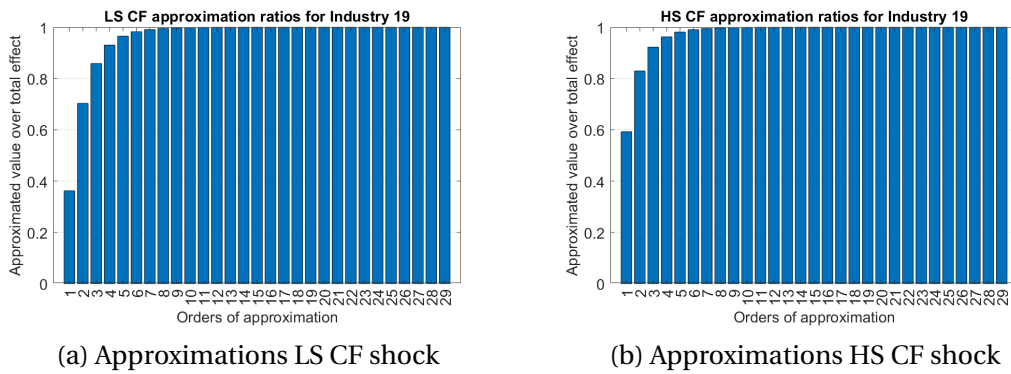 LS CF approximation ratios for Industry 19
Approximated value over total effect
1
0.8
0.6
0.4
0.2
0
1 2 3 4 5 6 7 8 9 10 11 12 13 14 15 16 17 18 19 20 21 22 23 24 25 26 27 28 29
Orders of approximation
(a) Approximations LS CF shock
HS CF approximation ratios for Industry 19
Approximated value over total effect
1
0.8
0.6
0.4
0.2
0
1 2 3 4 5 6 7 8 9 10 11 12 13 14 15 16 17 18 19 20 21 22 23 24 25 26 27 28 29
Orders of approximation
(b) Approximations HS CF shock